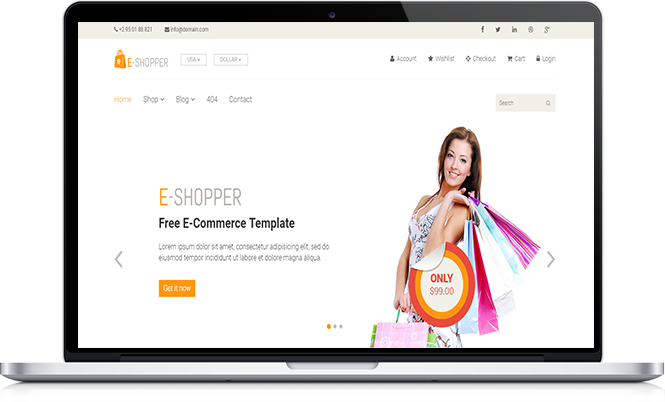 +2 95 01 88 821 info@domain.com
E-SHOPPER USA DOLLAR Account Wishlist Checkout Cart Login
Home Shop Blog 404 Contact Search
E-SHOPPER
Free E-Commerce Template
Lorem ipsum dolor sit amet, consectetur adipisicing elit, sed do
eiusmod tempor incididunt ut labore et dolore magna aliqua.
Get it now
ONLY
$99.00